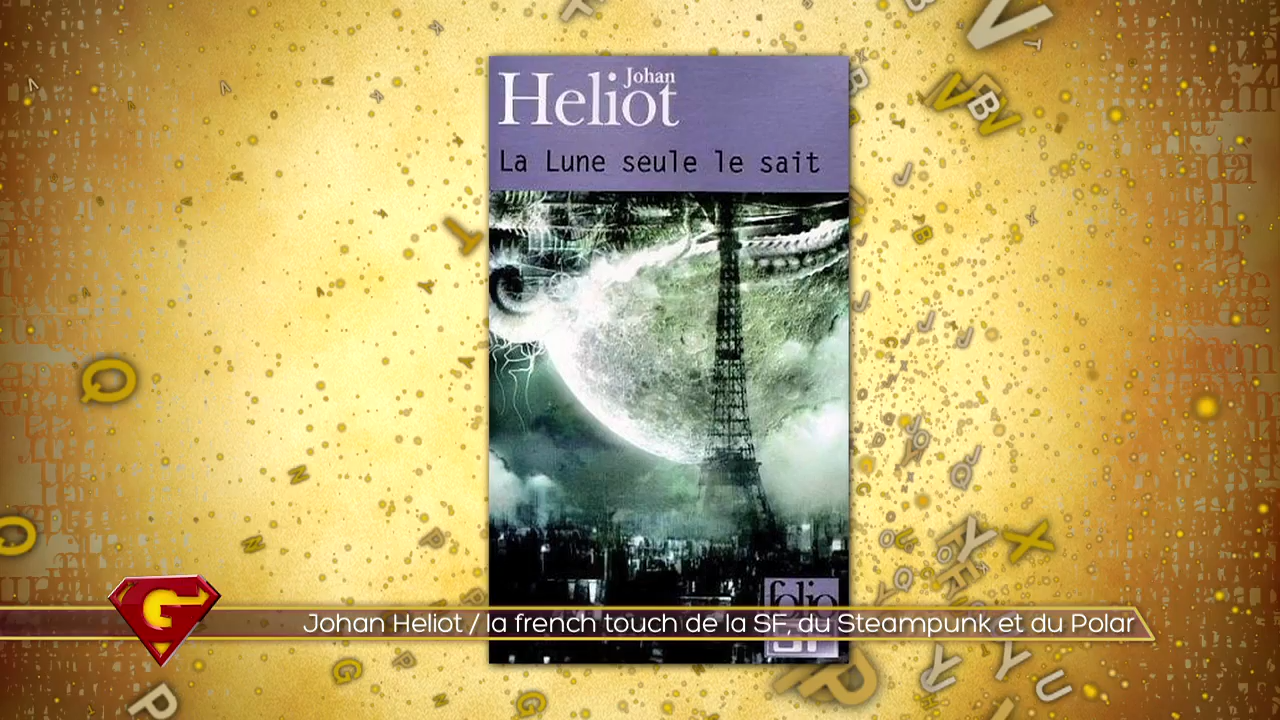 Johan
Heliot
La Lune seule le sait
folio
SF
G
Johan Heliot / la french touch de la SF, du Steampunk et du Polar